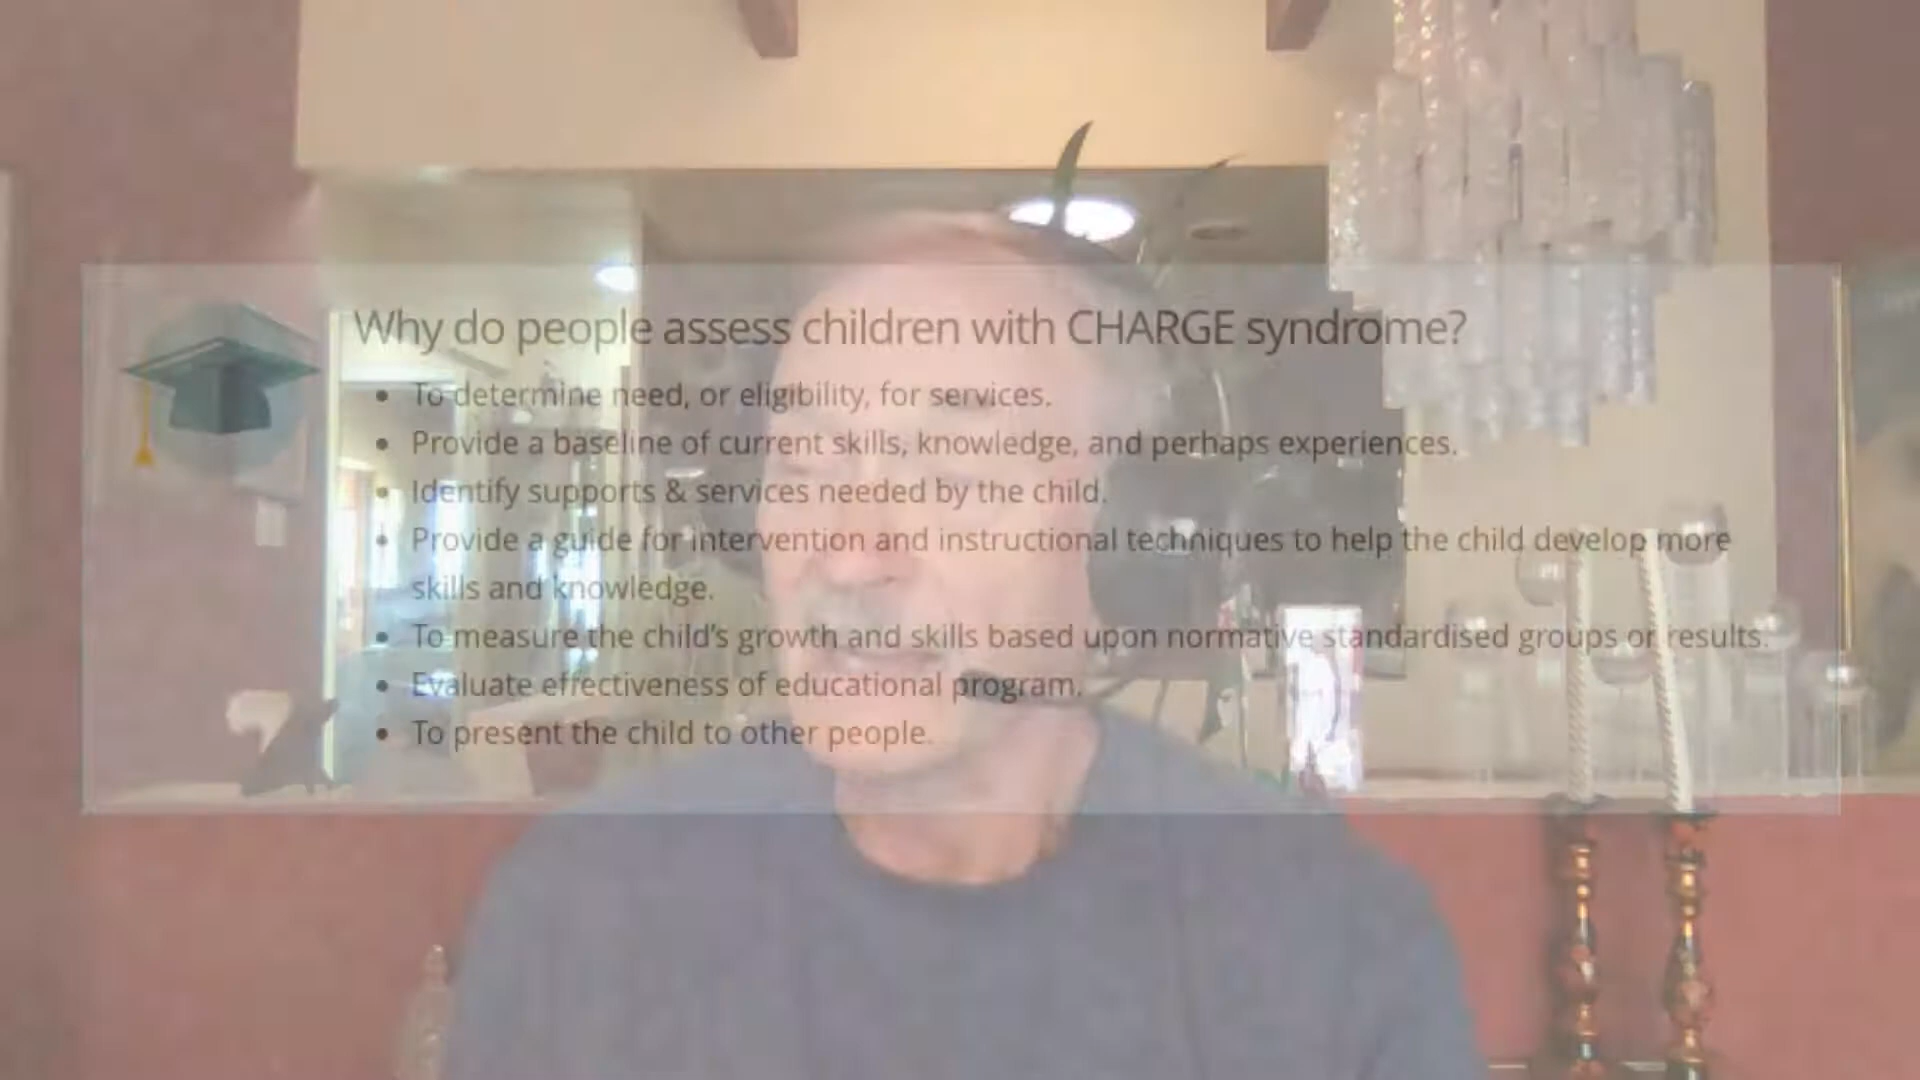 Why do people assess children with CHARGE syndrome?
• To determine need, or eligibility, for services.
• Provide a baseline of current skills, knowledge, and perhaps experiences.
• Identify supports & services needed by the child.
• Provide a guide for intervention and instructional techniques to help the child develop more
skills and knowledge.
• To measure the child’s growth and skills based upon normative standardised groups or results.
• Evaluate effectiveness of educational program.
• To present the child to other people.